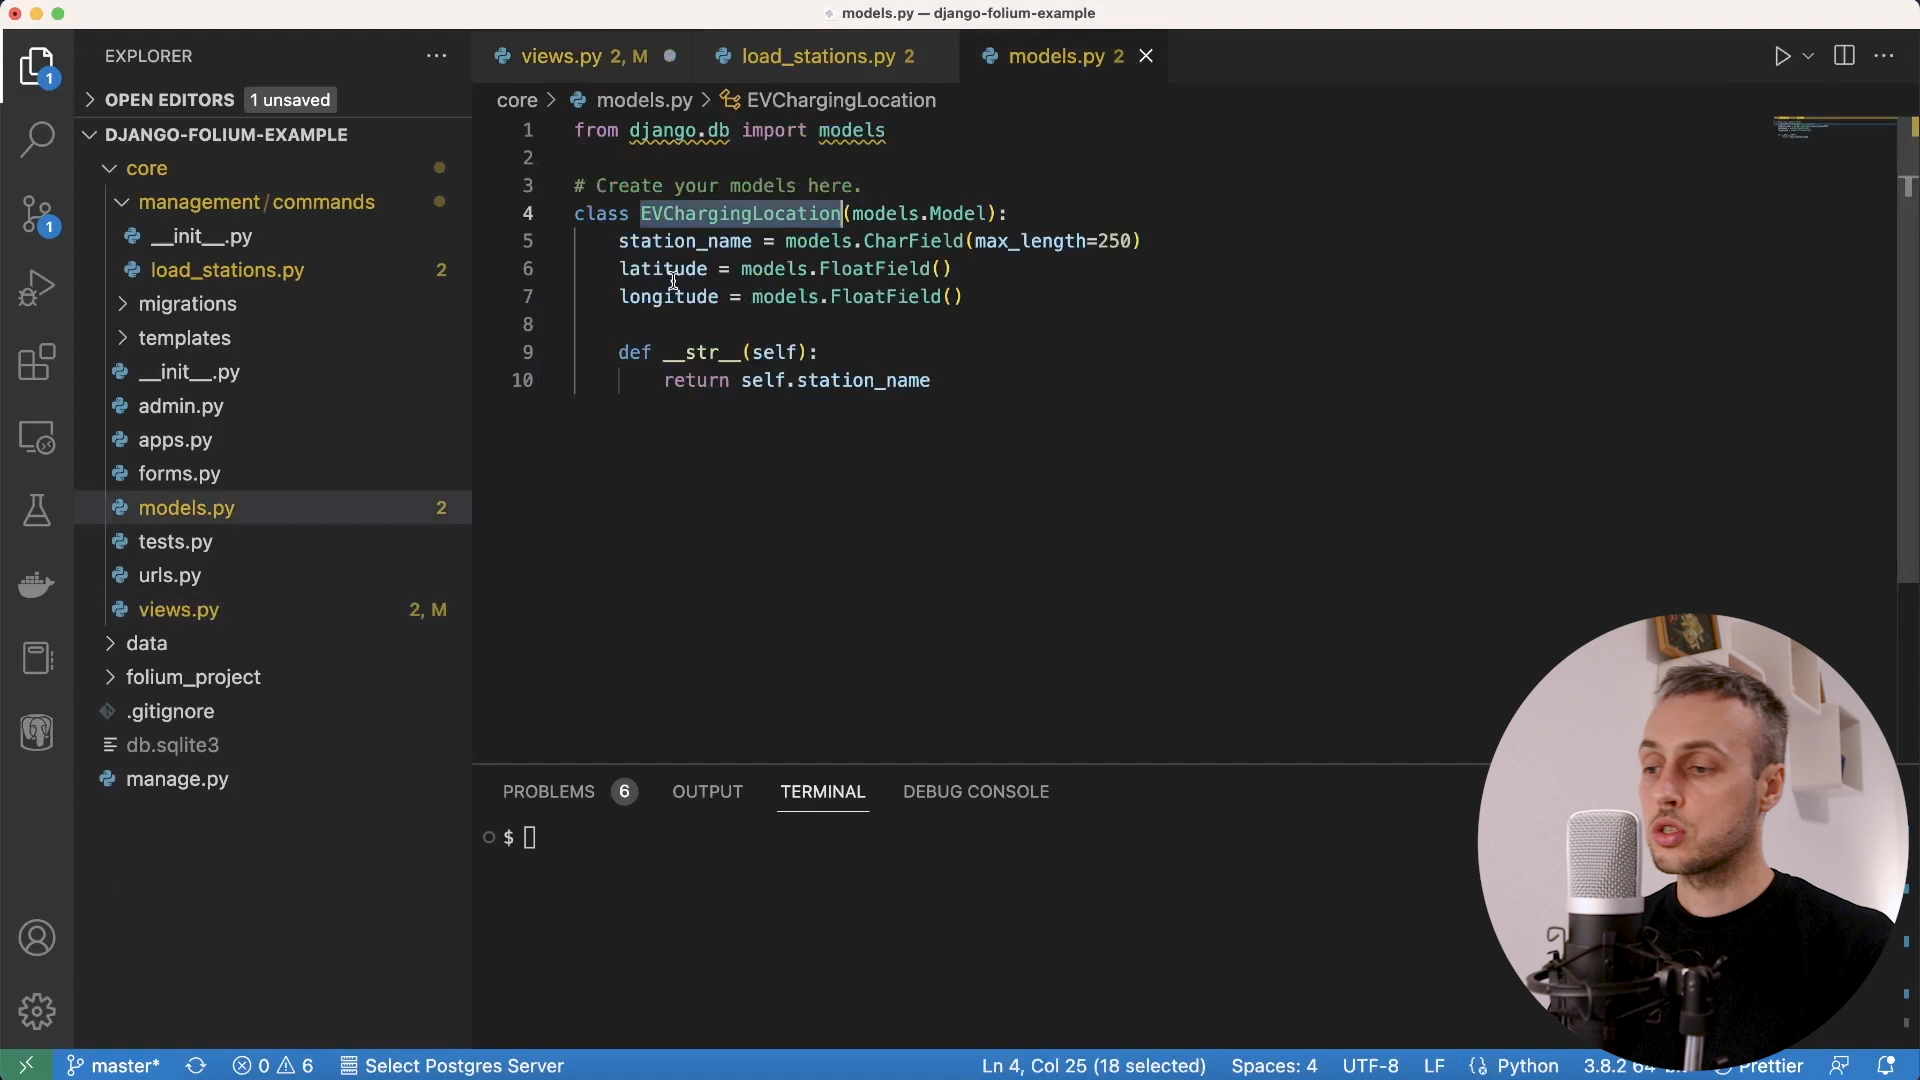 models.py — django-folium-example
EXPLORER
views.py 2, M
load_stations.py 2
models.py 2
1
OPEN EDITORS 1 unsaved
core > models.py > EVChargingLocation
DJANGO-FOLIUM-EXAMPLE
core
management / commands
__init__.py
load_stations.py 2
migrations
templates
__init__.py
admin.py
apps.py
forms.py
models.py 2
tests.py
urls.py
views.py 2, M
data
folium_project
.gitignore
db.sqlite3
manage.py
1
1 from django.db import models
2
3 # Create your models here.
4 class EVChargingLocation(models.Model):
5 station_name = models.CharField(max_length=250)
6 latitude = models.FloatField()
7 longitude = models.FloatField()
8
9 def __str__(self):
10 return self.station_name
PROBLEMS 6 OUTPUT TERMINAL DEBUG CONSOLE
$
master* 0 6 Select Postgres Server Ln 4, Col 25 (18 selected) Spaces: 4 UTF-8 LF Python 3.8.2 Prettier